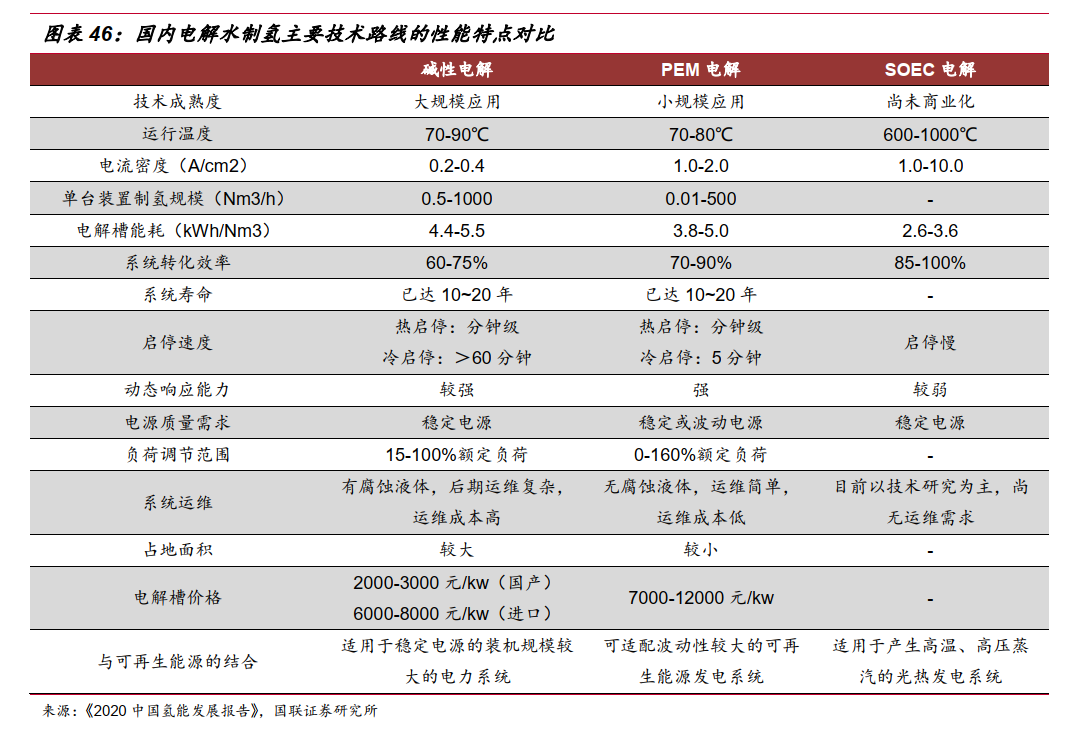 图表 46：国内电解水制氢主要技术路线的性能特点对比
碱性电解 PEM 电解 SOEC 电解
技术成熟度 大规模应用 小规模应用 尚未商业化
运行温度 70-90℃ 70-80℃ 600-1000℃
电流密度（A/cm2） 0.2-0.4 1.0-2.0 1.0-10.0
单台装置制氢规模（Nm3/h） 0.5-1000 0.01-500 -
电解槽能耗（kWh/Nm3） 4.4-5.5 3.8-5.0 2.6-3.6
系统转化效率 60-75% 70-90% 85-100%
系统寿命 已达 10~20 年 已达 10~20 年 -
启停速度 热启停：分钟级 热启停：分钟级 启停慢
冷启停：＞60 分钟 冷启停：5 分钟
动态响应能力 较强 强 较弱
电源质量需求 稳定电源 稳定或波动电源 稳定电源
负荷调节范围 15-100%额定负荷 0-160%额定负荷 -
系统运维 有腐蚀液体，后期运维复杂， 无腐蚀液体，运维简单， 目前以技术研究为主，尚
运维成本高 运维成本低 无运维需求
占地面积 较大 较小 -
电解槽价格 2000-3000 元/kw（国产） 7000-12000 元/kw -
6000-8000 元/kw（进口）
与可再生能源的结合 适用于稳定电源的装机规模较 可适配波动性较大的可再 适用于产生高温、高压蒸
大的电力系统 生能源发电系统 汽的光热发电系统
来源：《2020 中国氢能发展报告》，国联证券研究所